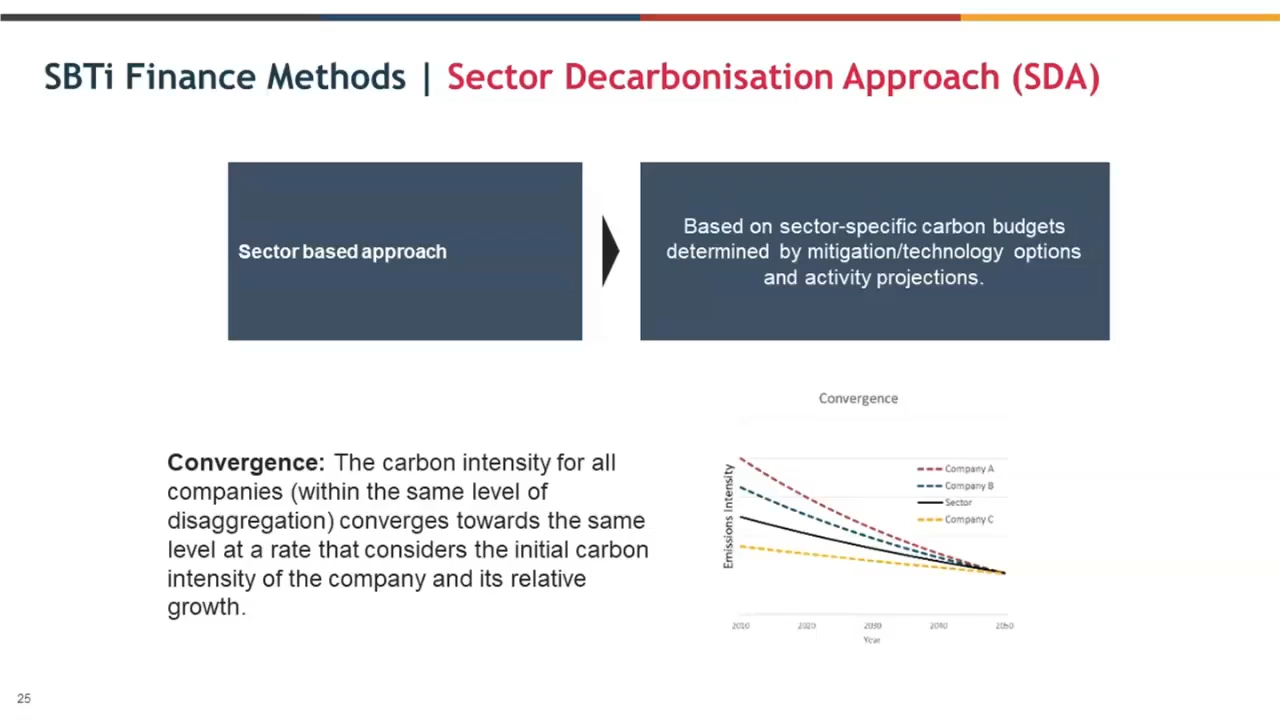 SBTi Finance Methods | Sector Decarbonisation Approach (SDA)
Sector based approach
Based on sector-specific carbon budgets
determined by mitigation/technology options
and activity projections.
Convergence: The carbon intensity for all
companies (within the same level of
disaggregation) converges towards the same
level at a rate that considers the initial carbon
intensity of the company and its relative
growth.
Convergence
Emissions Intensity
Company A
Company B
Sector
Company C
2010 2020 2030 2040 2050
Year
25